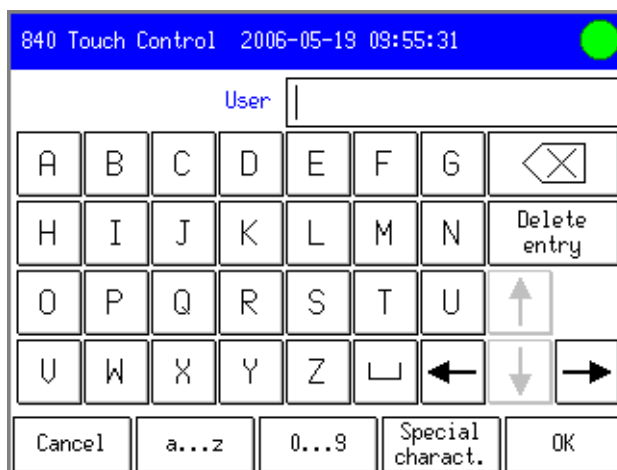 840 Touch Control 2006-05-19 09:55:31
User
A B C D E F G
H I J K L M N Delete entry
O P Q R S T U
V W X Y Z
Cancel a...z 0...9 Special charact. OK